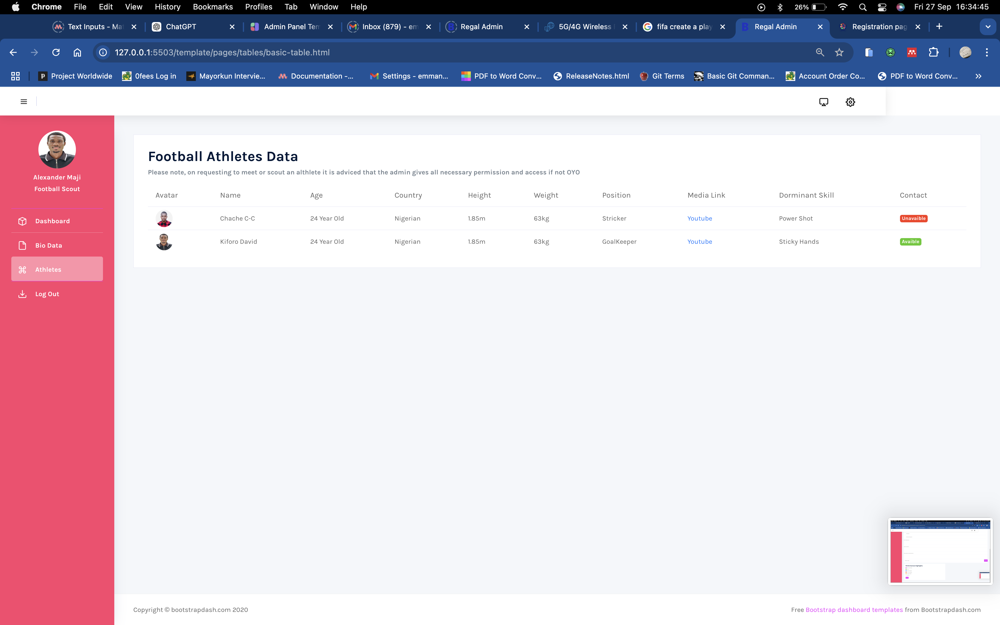 Chrome File Edit View History Bookmarks Profiles Tab Window Help 26% Fri 27 Sep 16:34:45
Text Inputs - Ma ChatGPT Admin Panel Tem Inbox (879) - em Regal Admin 5G/4G Wireless fifa create a play Regal Admin Registration pag
127.0.0.1:5503/template/pages/tables/basic-table.html
Project Worldwide 0fees Log in Mayorkun Intervie... Documentation -... Settings - emman... PDF to Word Conv... ReleaseNotes.html Git Terms Basic Git Comman... Account Order Co... PDF to Word Conv...
Alexander Maji
Football Scout
Dashboard
Bio Data
Athletes
Log Out
Football Athletes Data
Please note, on requesting to meet or scout an althlete it is adviced that the admin gives all necessary permission and access if not OYO
Avatar Name Age Country Height Weight Position Media Link Dorminant Skill Contact
Chache C-C 24 Year Old Nigerian 1.85m 63kg Stricker Youtube Power Shot Unavaible
Kiforo David 24 Year Old Nigerian 1.85m 63kg GoalKeeper Youtube Sticky Hands Avaible
Performances Highlights
Copyright © bootstrapdash.com 2020
Free Bootstrap dashboard templates from Bootstrapdash.com